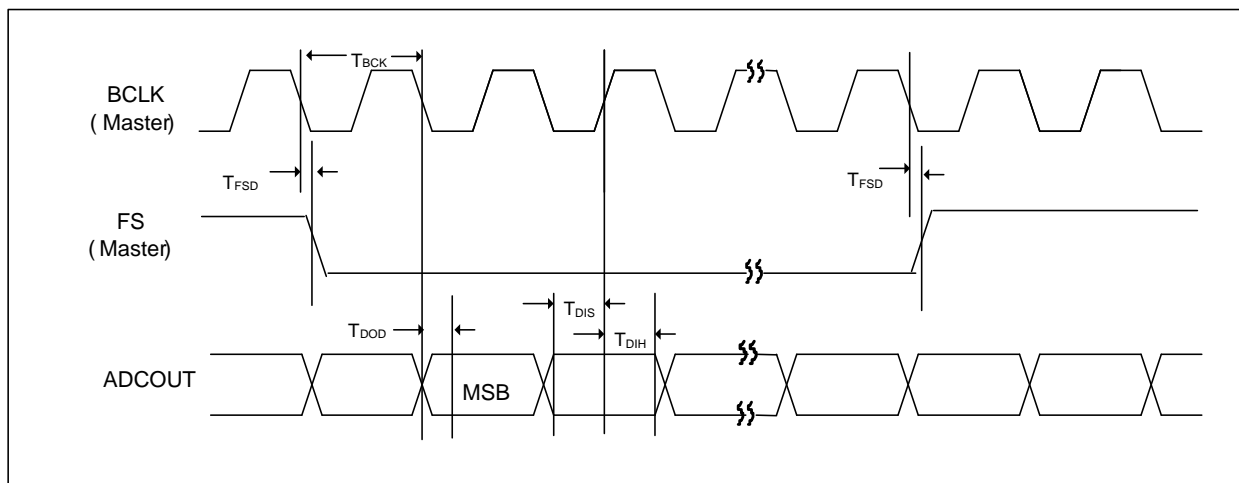 BCLK
( Master)
TBCK
TFSD
TFSD
FS
( Master)
TDIS
TDOD
TDIH
ADCOUT
MSB